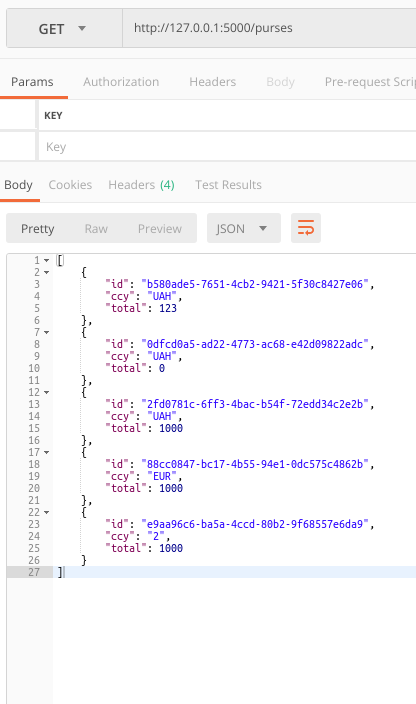 GET http://127.0.0.1:5000/purses
Params Authorization Headers Body Pre-request Scri
KEY
Key
Body Cookies Headers (4) Test Results
Pretty Raw Preview JSON
1 [
2 {
3 "id": "b580ade5-7651-4cb2-9421-5f30c8427e06",
4 "ccy": "UAH",
5 "total": 123
6 },
7 {
8 "id": "0dfcd0a5-ad22-4773-ac68-e42d09822adc",
9 "ccy": "UAH",
10 "total": 0
11 },
12 {
13 "id": "2fd0781c-6ff3-4bac-b54f-72edd34c2e2b",
14 "ccy": "UAH",
15 "total": 1000
16 },
17 {
18 "id": "88cc0847-bc17-4b55-94e1-0dc575c4862b",
19 "ccy": "EUR",
20 "total": 1000
21 },
22 {
23 "id": "e9aa96c6-ba5a-4ccd-80b2-9f68557e6da9",
24 "ccy": "2",
25 "total": 1000
26 }
27 ]